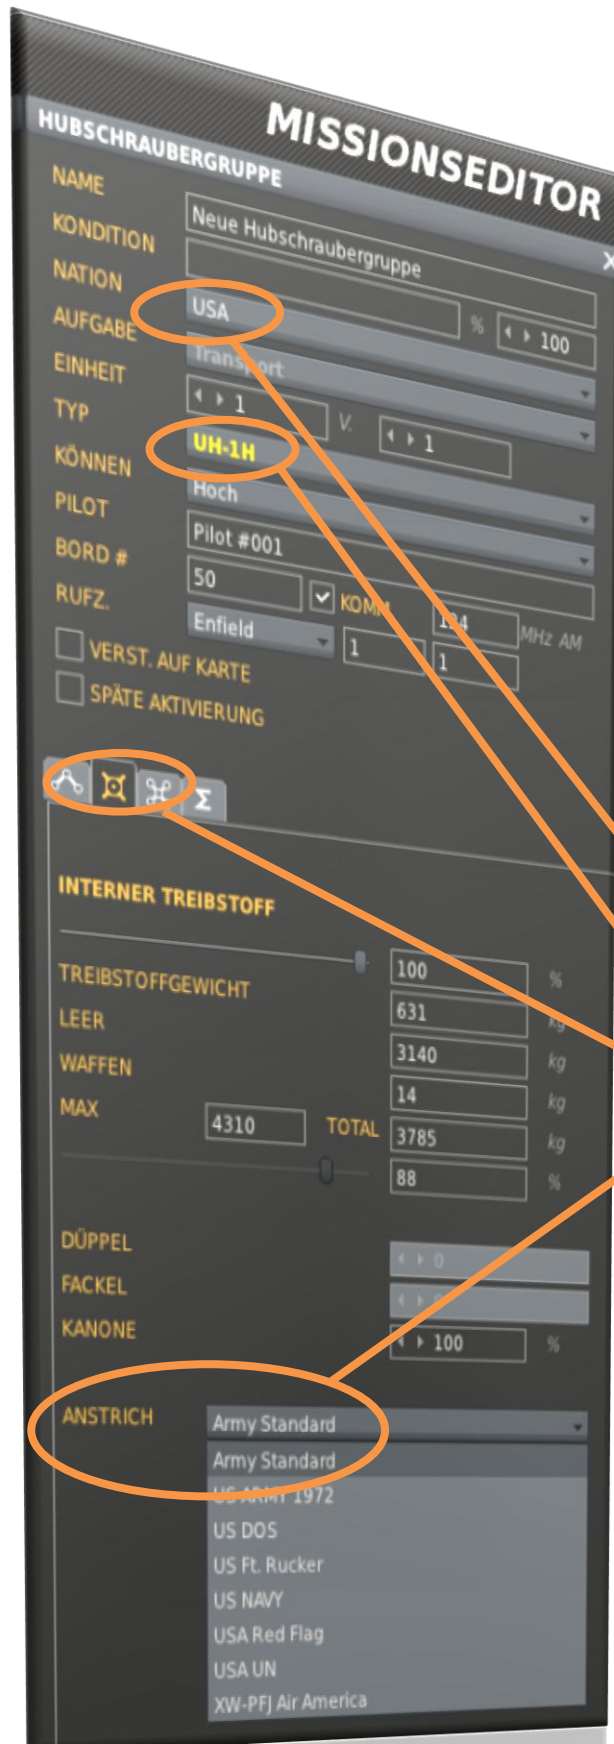 MISSIONSEDITOR
HUBSCHRAUBERGRUPPE
X
NAME Neue Hubschraubergruppe
KONDITION % 100
NATION USA
AUFGABE Transport
EINHEIT 1 V. 1
TYP UH-1H
KÖNNEN Hoch
PILOT Pilot #001
BORD # 50 KOMM 124 MHz AM
RUFZ. Enfield 1 1
VERST. AUF KARTE
SPÄTE AKTIVIERUNG
Σ
INTERNER TREIBSTOFF
100 %
TREIBSTOFFGEWICHT 631 kg
LEER 3140 kg
WAFFEN 14 kg
MAX 4310 TOTAL 3785 kg
88 %
DÜPPEL 0
FACKEL
KANONE 100 %
ANSTRICH Army Standard
Army Standard
US ARMY 1972
US DOS
US Ft. Rucker
US NAVY
USA Red Flag
USA UN
XW-PFJ Air America